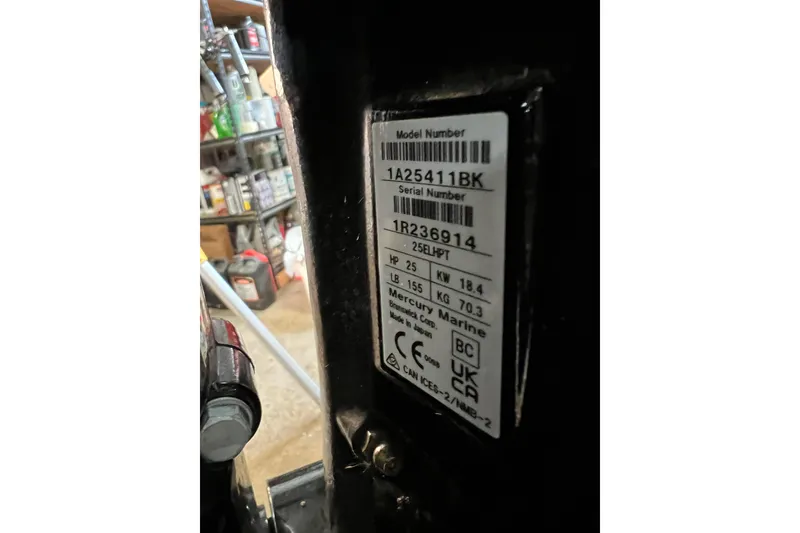 Model Number
1A25411BK
Serial Number
1R236914
25ELHPT
HP 25 KW 18.4
LB. 155 KG 70.3
Mercury Marine
Brunswick Corp.
Made in Japan
BC
CE 0098
UK
CA
CAN ICES-2/NMB-2